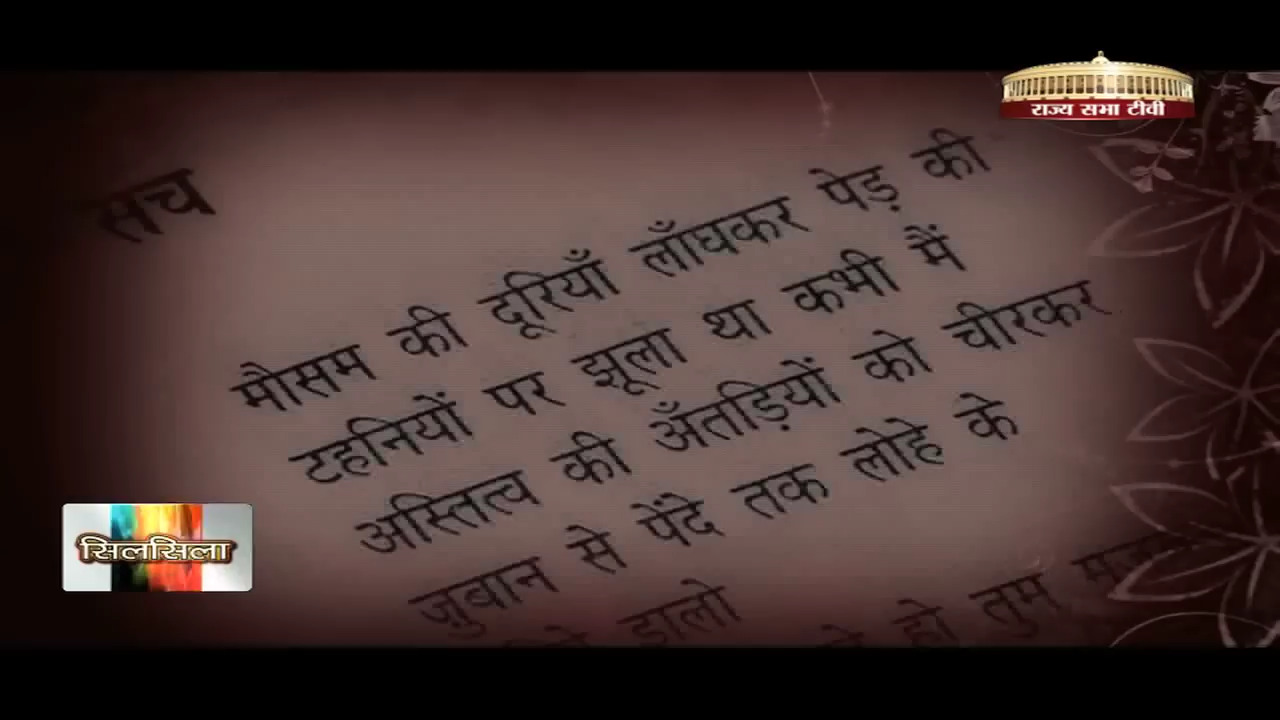 राज्य सभा टीवी
सच
मौसम की दूरियाँ लाँघकर पेड़ की
टहनियों पर झूला था कभी मैं
अस्तित्व की अँतड़ियों को चीरकर
ज़ुबान से पेंदे तक लोहे के
डालो
हो तुम
सिलसिला